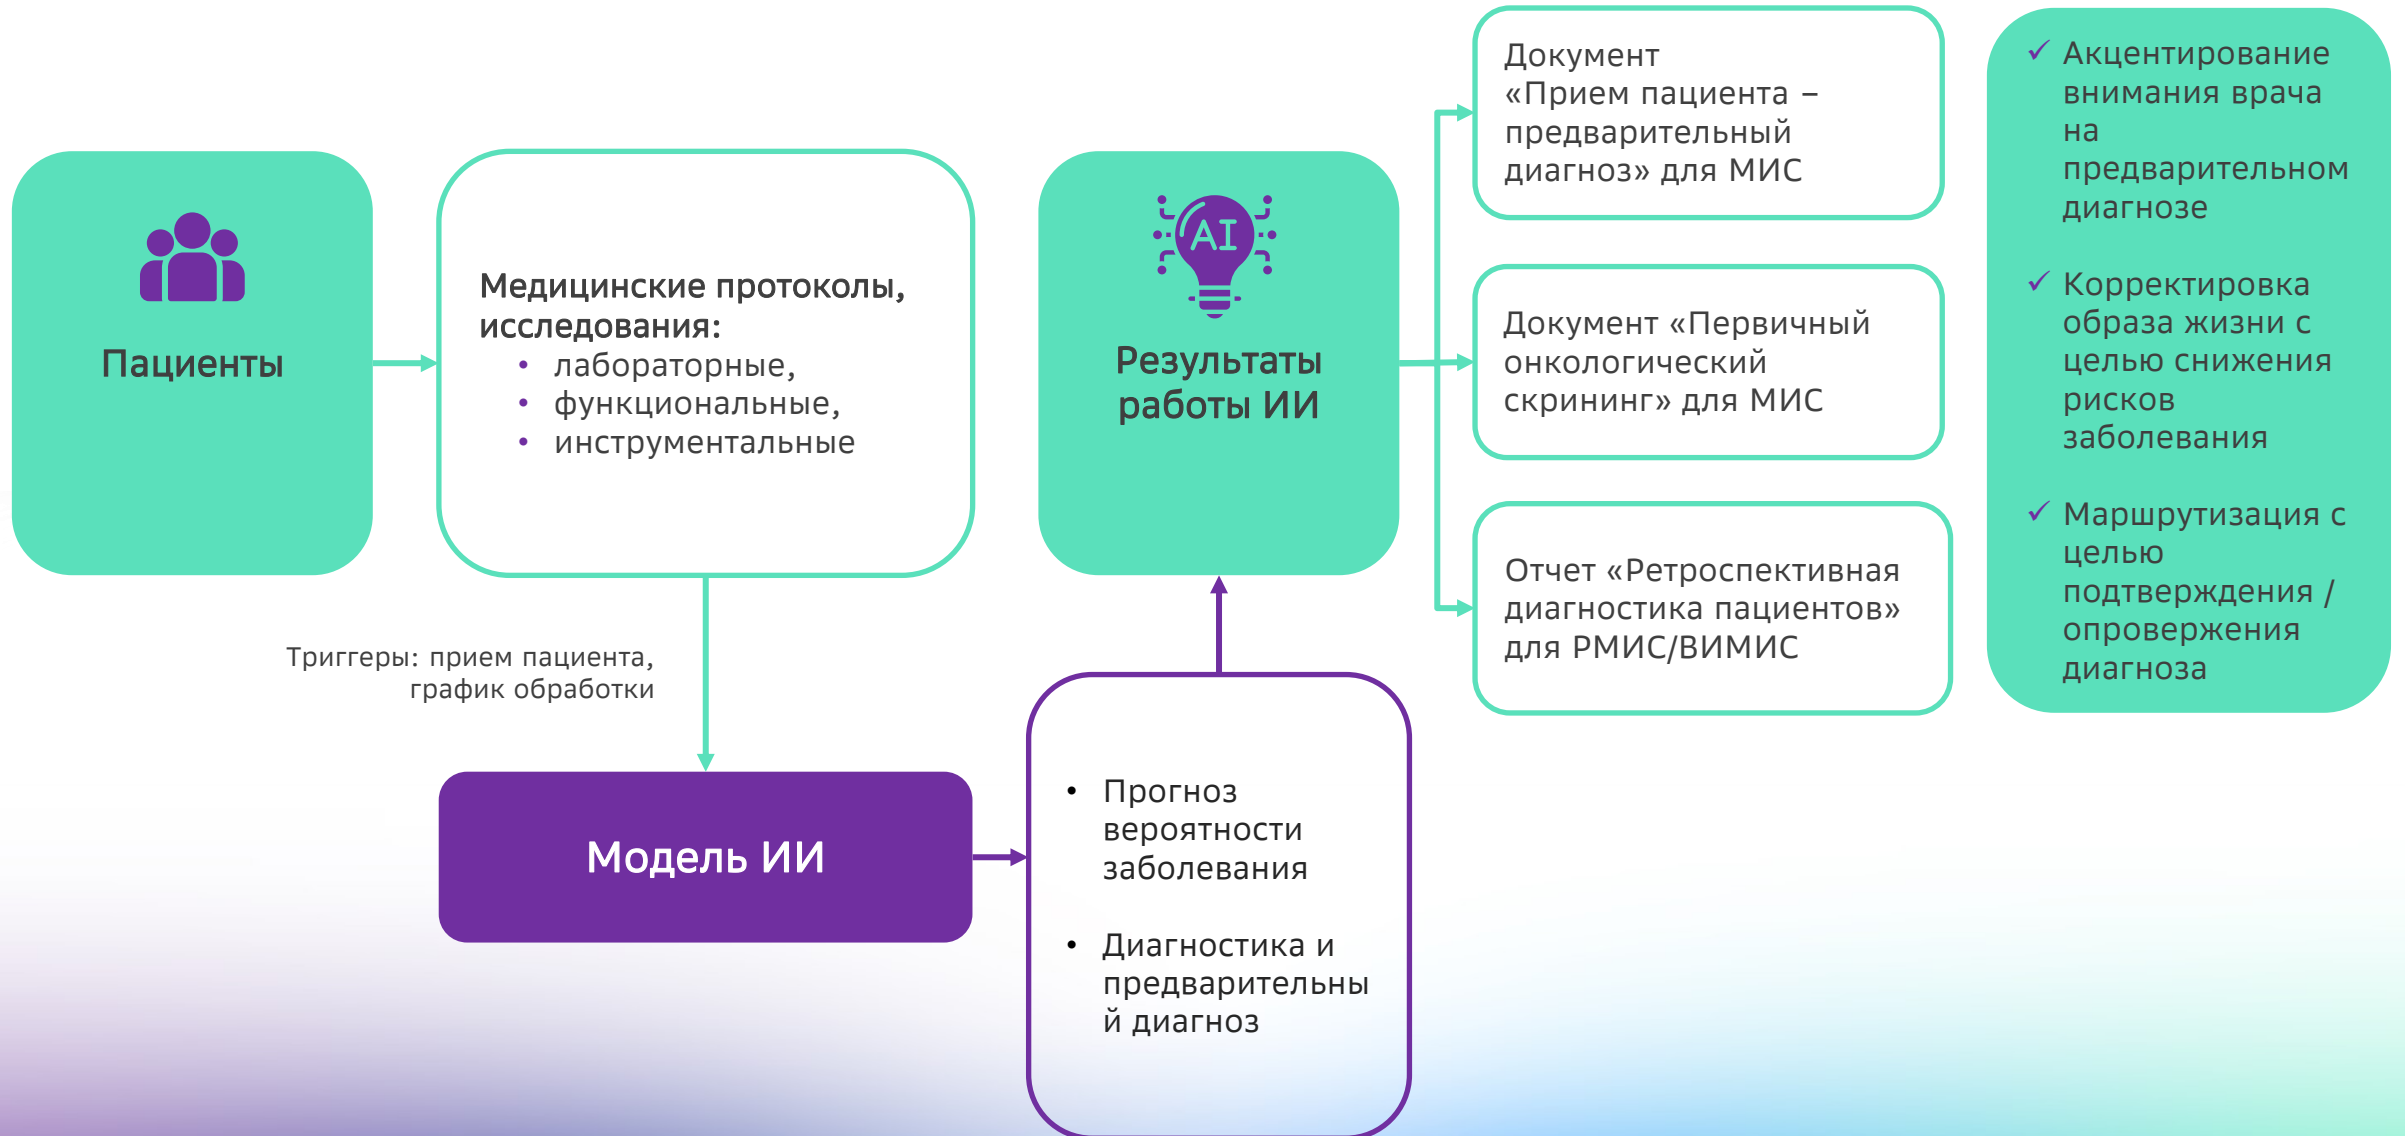 Пациенты
Медицинские протоколы,
исследования:
• лабораторные,
• функциональные,
• инструментальные
Триггеры: прием пациента,
график обработки
Модель ИИ
• Прогноз
вероятности
заболевания
• Диагностика и
предварительны
й диагноз
AI
Результаты
работы ИИ
Документ
«Прием пациента –
предварительный
диагноз» для МИС
Документ «Первичный
онкологический
скрининг» для МИС
Отчет «Ретроспективная
диагностика пациентов»
для РМИС/ВИМИС
✓ Акцентирование
внимания врача
на
предварительном
диагнозе
✓ Корректировка
образа жизни с
целью снижения
рисков
заболевания
✓ Маршрутизация с
целью
подтверждения /
опровержения
диагноза